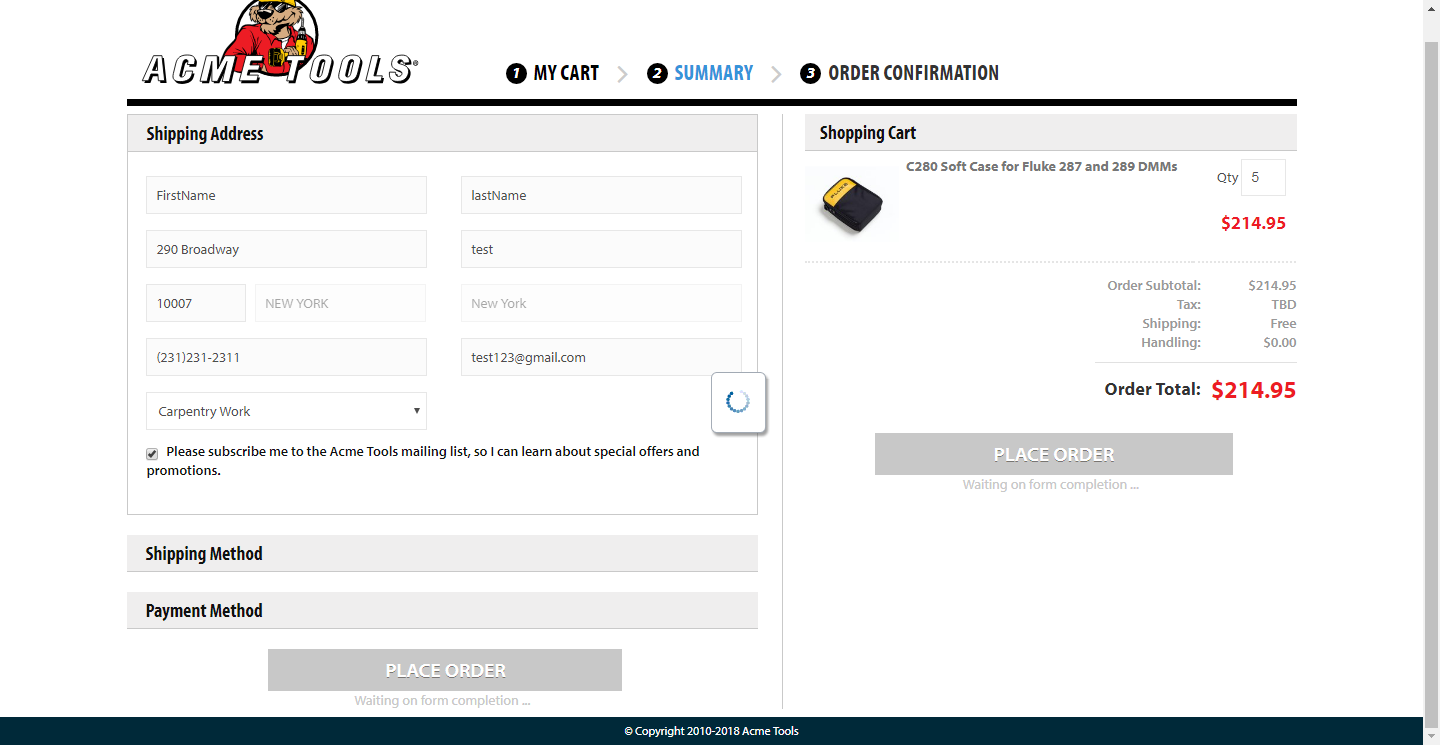 ACME TOOLS®
1 MY CART
2 SUMMARY
3 ORDER CONFIRMATION
Shipping Address
FirstName
lastName
290 Broadway
test
10007
NEW YORK
New York
(231)231-2311
test123@gmail.com
Carpentry Work
Please subscribe me to the Acme Tools mailing list, so I can learn about special offers and
promotions.
Shipping Method
Payment Method
PLACE ORDER
Waiting on form completion ...
Shopping Cart
FLUKE
C280 Soft Case for Fluke 287 and 289 DMMs
Qty 5
$214.95
Order Subtotal: $214.95
Tax: TBD
Shipping: Free
Handling: $0.00
Order Total: $214.95
PLACE ORDER
Waiting on form completion ...
© Copyright 2010-2018 Acme Tools